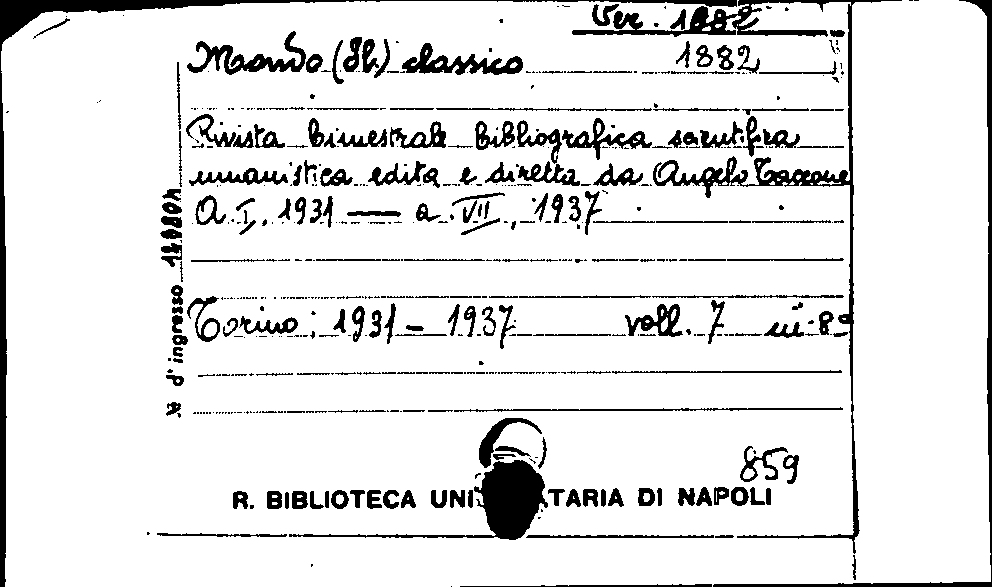 Ver. 1882
Mondo (Il) classico 1882
Rivista bimestrale bibliografica scientifica
umanistica edita e diretta da Angelo Taccone
A. I, 1931 — a. VII, 1937
Torino; 1931 - 1937 voll. 7 in-8º
N. d'ingresso
859
R. BIBLIOTECA UNI TARIA DI NAPOLI